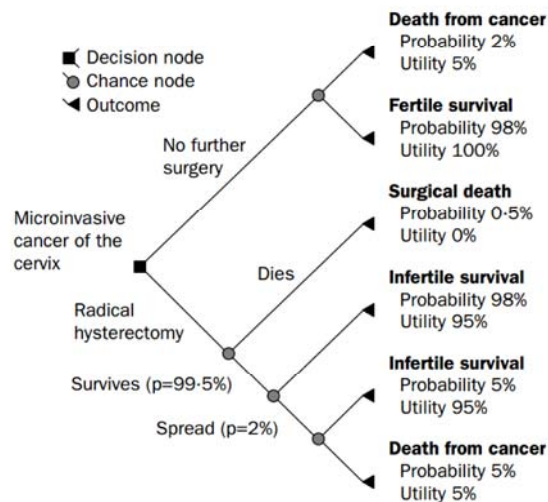 Decision node
Chance node
Outcome
Death from cancer
Probability 2%
Utility 5%
Fertile survival
Probability 98%
Utility 100%
No further
surgery
Surgical death
Probability 0·5%
Utility 0%
Microinvasive
cancer of the
cervix
Dies
Infertile survival
Probability 98%
Utility 95%
Radical
hysterectomy
Survives (p=99·5%)
Infertile survival
Probability 5%
Utility 95%
Spread (p=2%)
Death from cancer
Probability 5%
Utility 5%